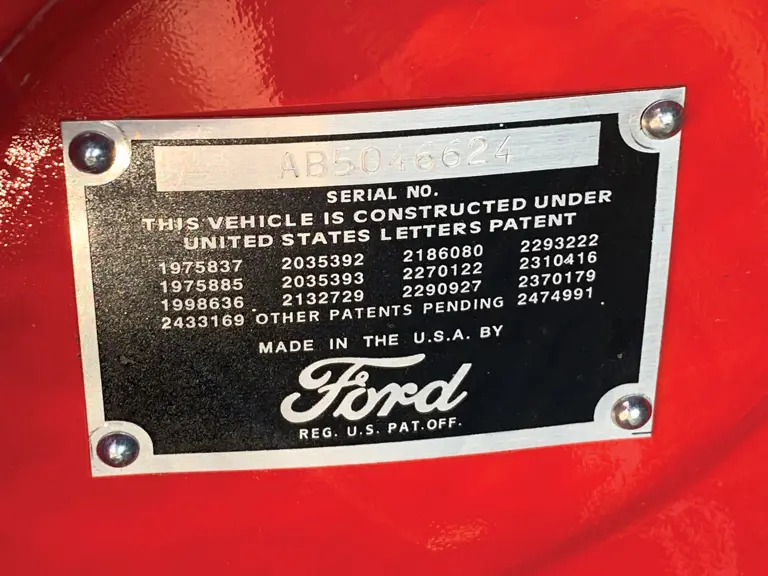 AB5046624
SERIAL NO.
THIS VEHICLE IS CONSTRUCTED UNDER
UNITED STATES LETTERS PATENT
1975837 2035392 2186080 2293222
1975885 2035393 2270122 2310416
1998636 2132729 2290927 2370179
2433169 OTHER PATENTS PENDING 2474991
MADE IN THE U.S.A. BY
Ford
REG. U.S. PAT. OFF.